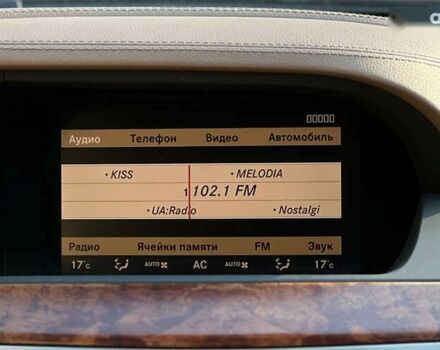 ▯▯▯▯▯
Аудио Телефон Видео Автомобиль
• KISS • MELODIA
1 102.1 FM
• UA:Radio • Nostalgi
Радио Ячейки памяти FM Звук
17°c AUTO AC AUTO 17°c